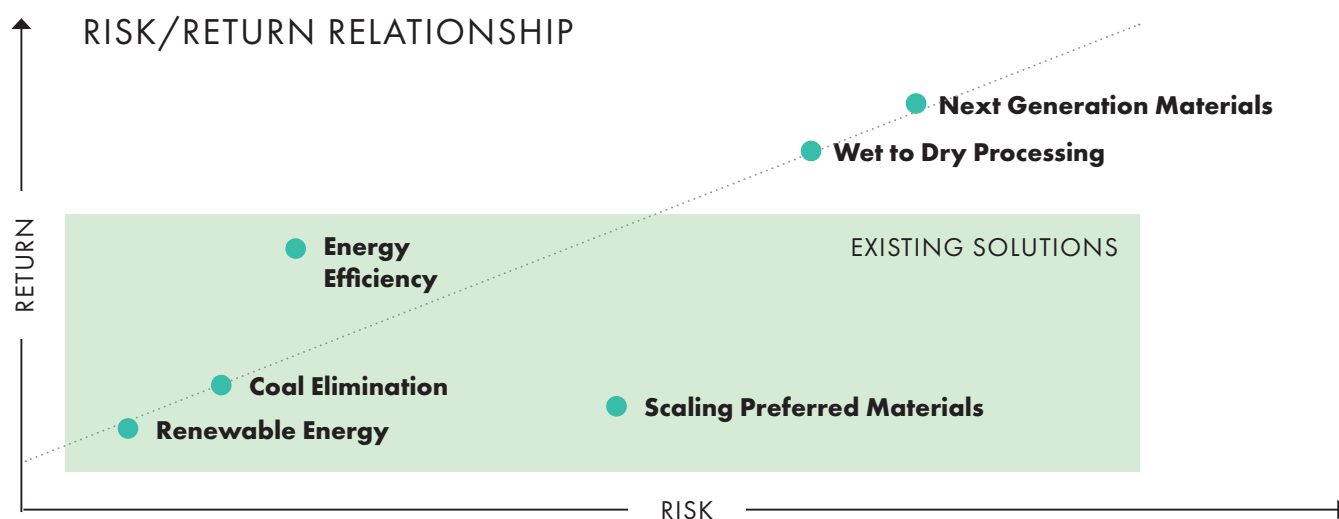 RISK/RETURN RELATIONSHIP
Next Generation Materials
Wet to Dry Processing
RETURN
EXISTING SOLUTIONS
Energy
Efficiency
Coal Elimination
Scaling Preferred Materials
Renewable Energy
RISK